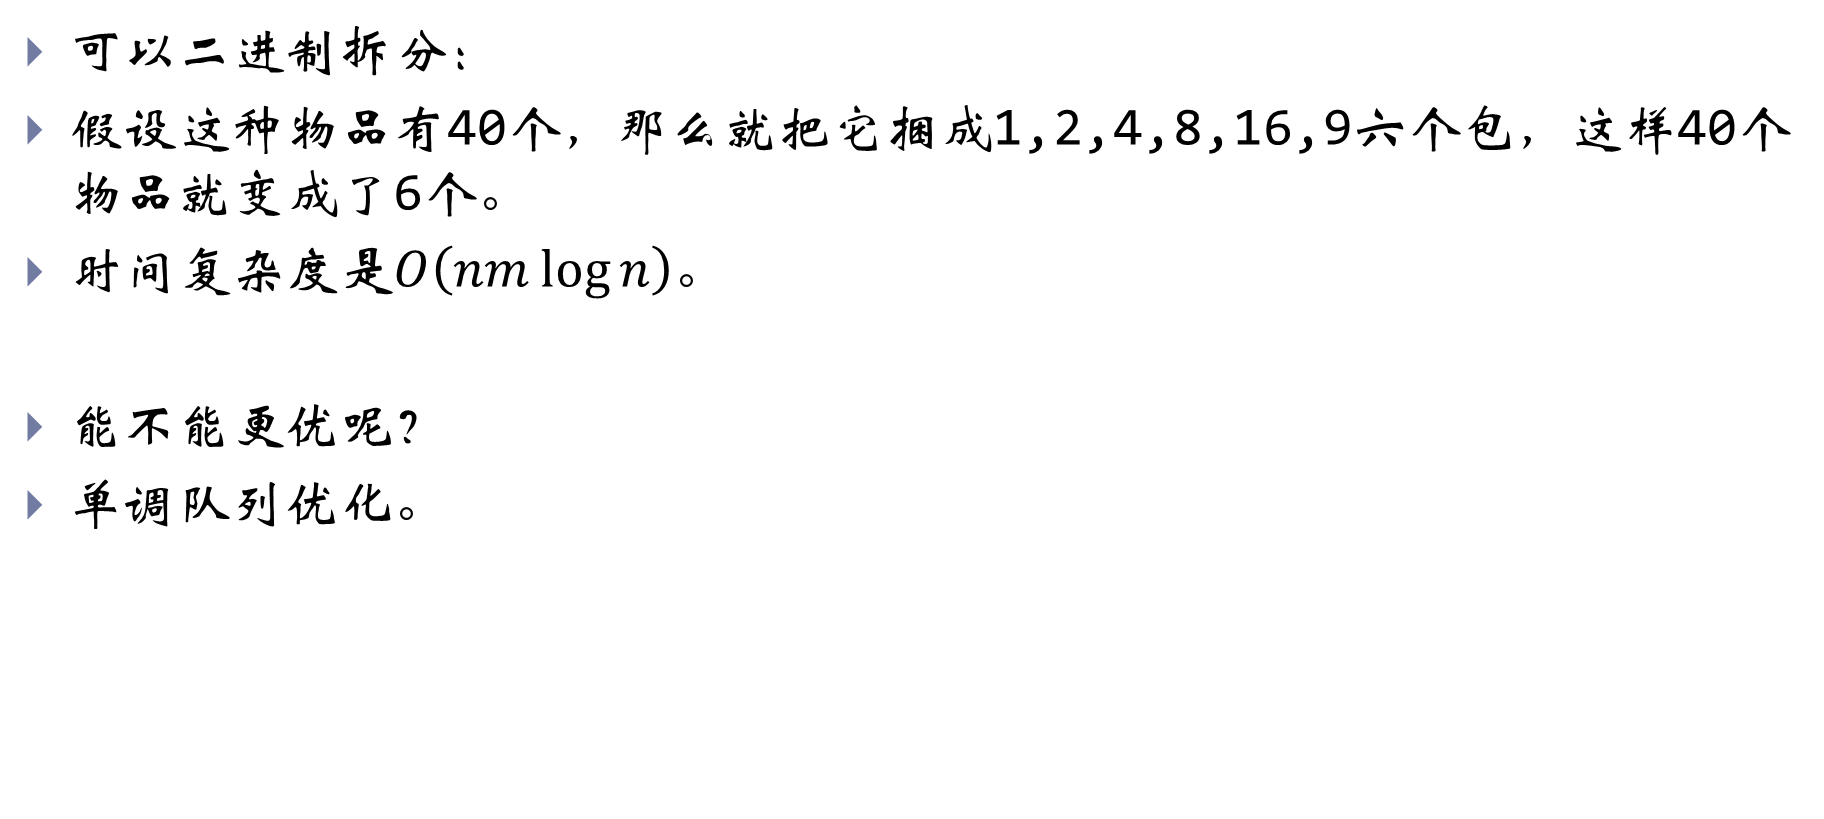 可以二进制拆分：
假设这种物品有40个，那么就把它捆成1,2,4,8,16,9六个包，这样40个
物品就变成了6个。
时间复杂度是O(nm log n)。
能不能更优呢？
单调队列优化。